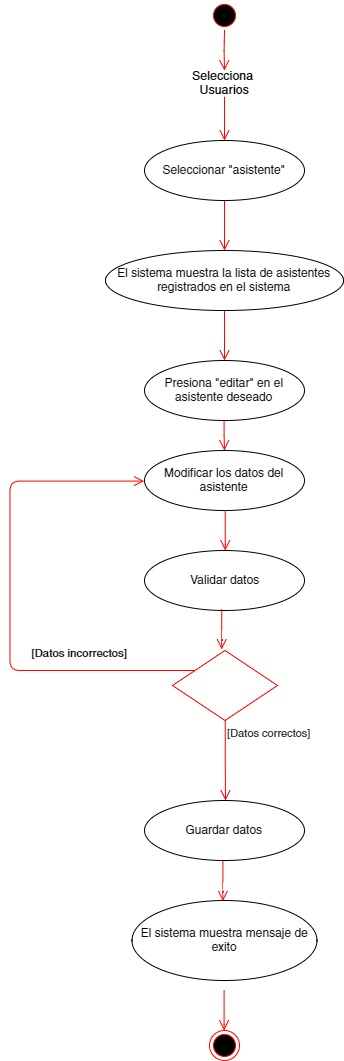 Selecciona
Usuarios
Seleccionar "asistente"
El sistema muestra la lista de asistentes
registrados en el sistema
Presiona "editar" en el
asistente deseado
Modificar los datos del
asistente
Validar datos
[Datos incorrectos]
[Datos correctos]
Guardar datos
El sistema muestra mensaje de
exito